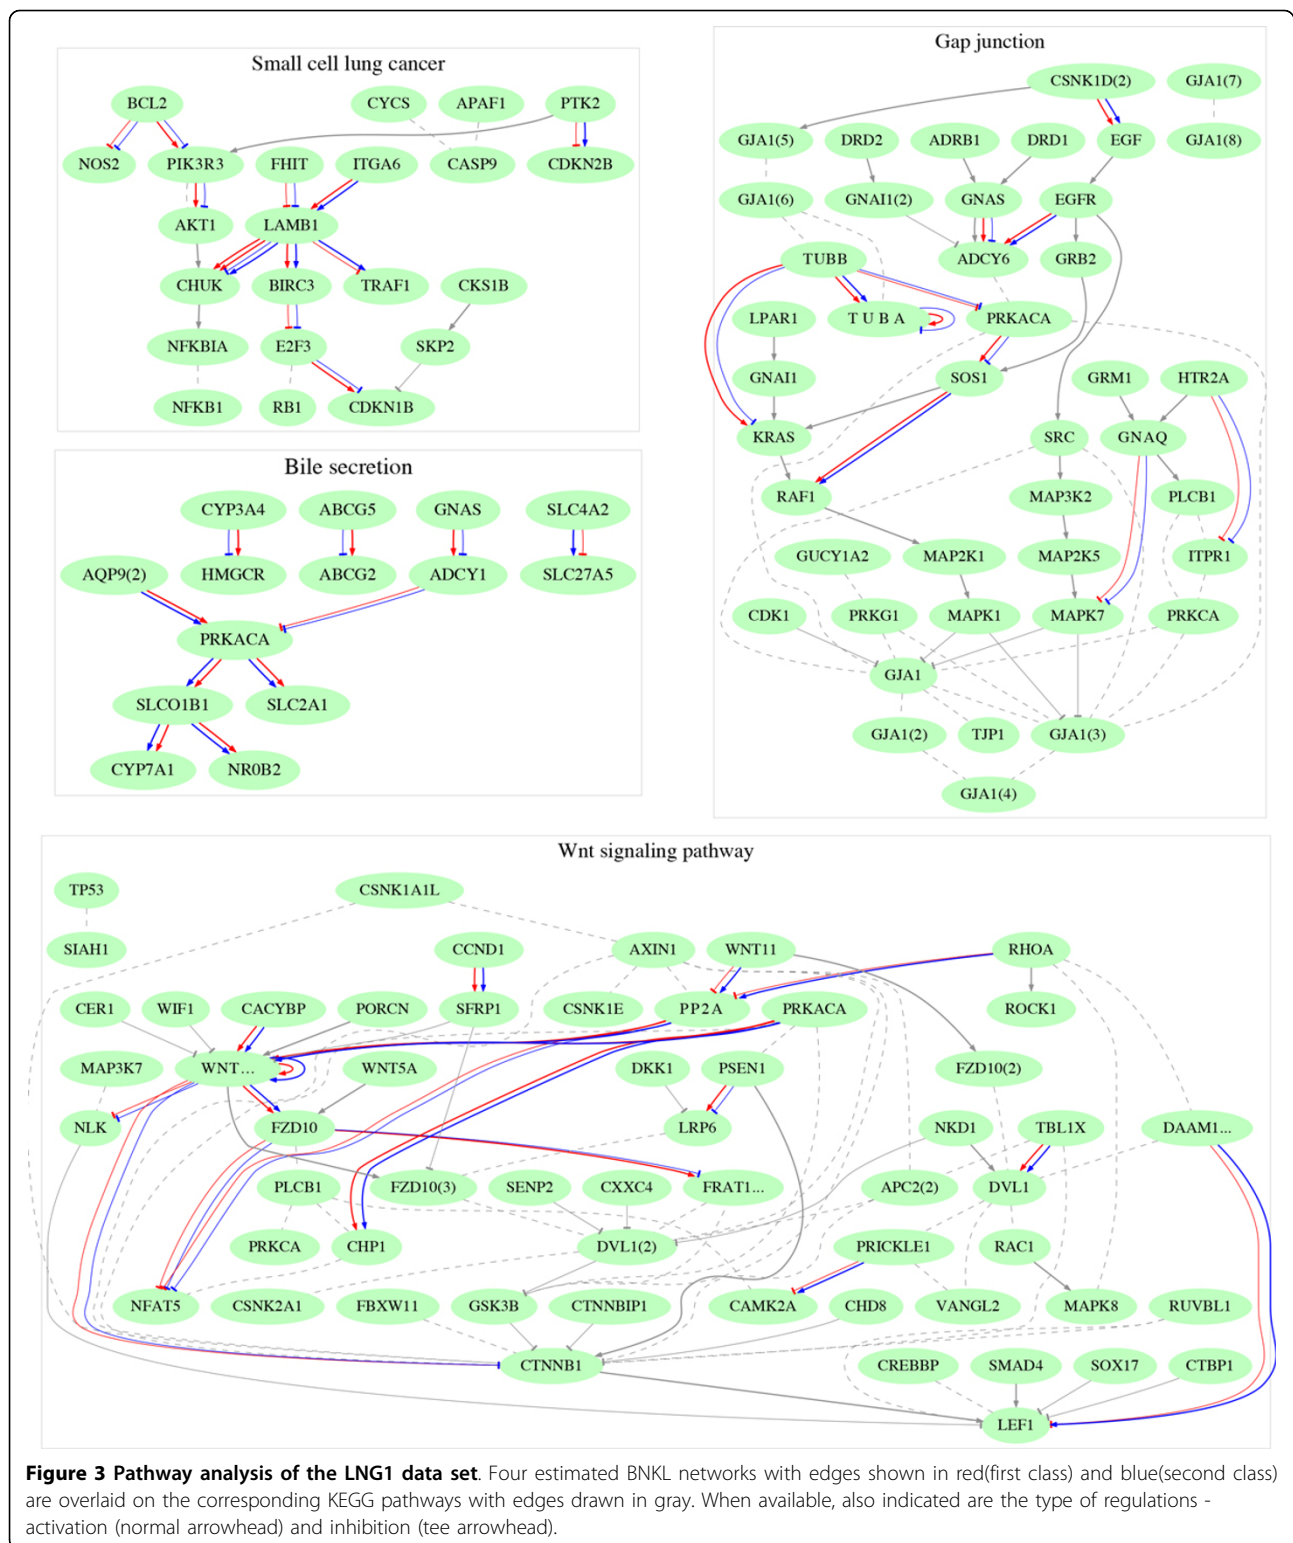 Small cell lung cancer
BCL2
CYCS
APAF1
PTK2
NOS2
PIK3R3
FHIT
ITGA6
CASP9
CDKN2B
AKT1
LAMB1
CHUK
BIRC3
TRAF1
CKS1B
NFKBIA
E2F3
SKP2
NFKB1
RB1
CDKN1B
Bile secretion
CYP3A4
ABCG5
GNAS
SLC4A2
AQP9(2)
HMGCR
ABCG2
ADCY1
SLC27A5
PRKACA
SLCO1B1
SLC2A1
CYP7A1
NR0B2
Gap junction
CSNK1D(2)
GJA1(7)
GJA1(5)
DRD2
ADRB1
DRD1
EGF
GJA1(8)
GJA1(6)
GNAI1(2)
GNAS
EGFR
TUBB
ADCY6
GRB2
LPAR1
T U B A
PRKACA
GNAI1
SOS1
GRM1
HTR2A
KRAS
SRC
GNAQ
RAF1
MAP3K2
PLCB1
GUCY1A2
MAP2K1
MAP2K5
ITPR1
CDK1
PRKG1
MAPK1
MAPK7
PRKCA
GJA1
GJA1(2)
TJP1
GJA1(3)
GJA1(4)
Wnt signaling pathway
TP53
CSNK1A1L
SIAH1
CCND1
AXIN1
WNT11
RHOA
CER1
WIF1
CACYBP
PORCN
SFRP1
CSNK1E
PP2A
PRKACA
ROCK1
MAP3K7
WNT...
WNT5A
DKK1
PSEN1
FZD10(2)
NLK
FZD10
LRP6
NKD1
TBL1X
DAAM1...
PLCB1
FZD10(3)
SENP2
CXXC4
FRAT1...
APC2(2)
DVL1
PRKCA
CHP1
DVL1(2)
PRICKLE1
RAC1
NFAT5
CSNK2A1
FBXW11
GSK3B
CTNNBIP1
CAMK2A
CHD8
VANGL2
MAPK8
RUVBL1
CTNNB1
CREBBP
SMAD4
SOX17
CTBP1
LEF1
Figure 3 Pathway analysis of the LNG1 data set. Four estimated BNKL networks with edges shown in red(first class) and blue(second class)
are overlaid on the corresponding KEGG pathways with edges drawn in gray. When available, also indicated are the type of regulations -
activation (normal arrowhead) and inhibition (tee arrowhead).